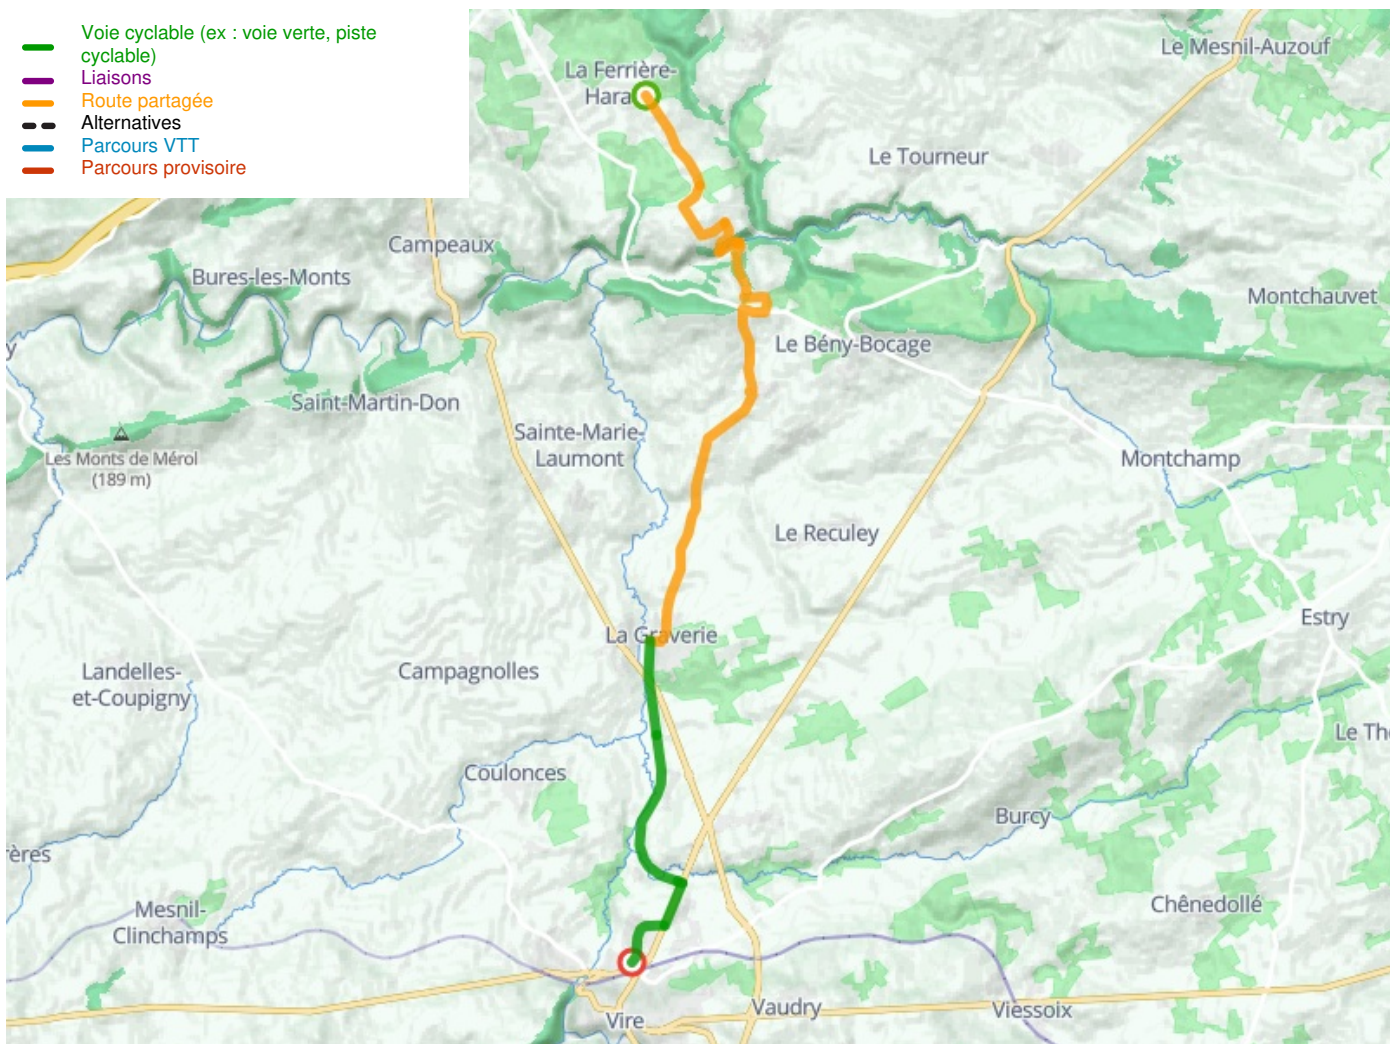 Voie cyclable (ex : voie verte, piste
cyclable)
Liaisons
Route partagée
Alternatives
Parcours VTT
Parcours provisoire
Le Mesnil-Auzouf
La Ferrière-
Hara
Le Tourneur
Campeaux
Bures-les-Monts
Montchauvet
Le Bény-Bocage
y
Saint-Martin-Don
Sainte-Marie-
Laumont
Les Monts de Mérol
(189 m)
Montchamp
Le Reculey
Estry
La Graverie
Landelles-
et-Coupigny
Campagnolles
Le Th
Coulonces
Burcy
rères
Mesnil-
Clinchamps
Chênedollé
Vaudry
Viessoix
Vire